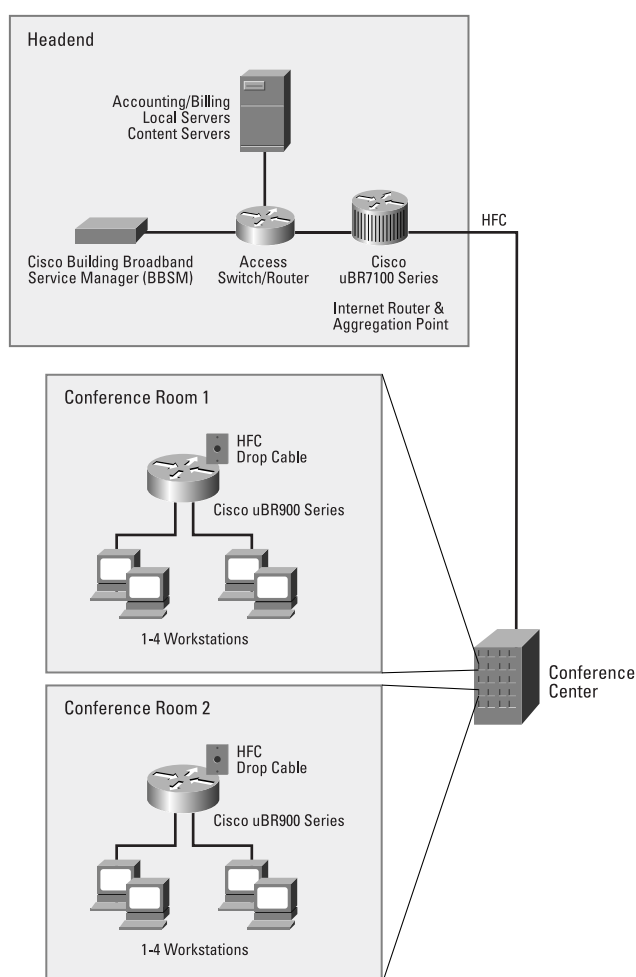 Headend
Accounting/Billing
Local Servers
Content Servers
HFC
Cisco Building Broadband
Service Manager (BBSM)
Access
Switch/Router
Cisco
uBR7100 Series
Internet Router &
Aggregation Point
Conference Room 1
HFC
Drop Cable
Cisco uBR900 Series
1-4 Workstations
Conference
Center
Conference Room 2
HFC
Drop Cable
Cisco uBR900 Series
1-4 Workstations